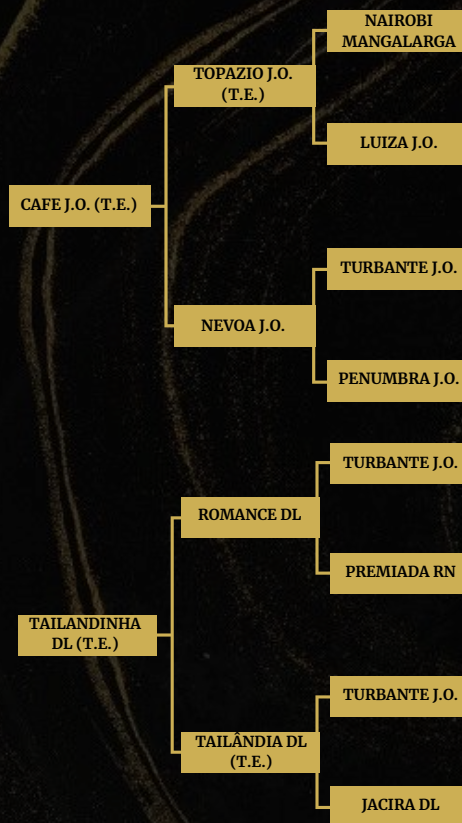 NAIROBI
MANGALARGA
TOPAZIO J.O.
(T.E.)
LUIZA J.O.
CAFE J.O. (T.E.)
TURBANTE J.O.
NEVOA J.O.
PENUMBRA J.O.
TURBANTE J.O.
ROMANCE DL
PREMIADA RN
TAILANDINHA
DL (T.E.)
TURBANTE J.O.
TAILÂNDIA DL
(T.E.)
JACIRA DL